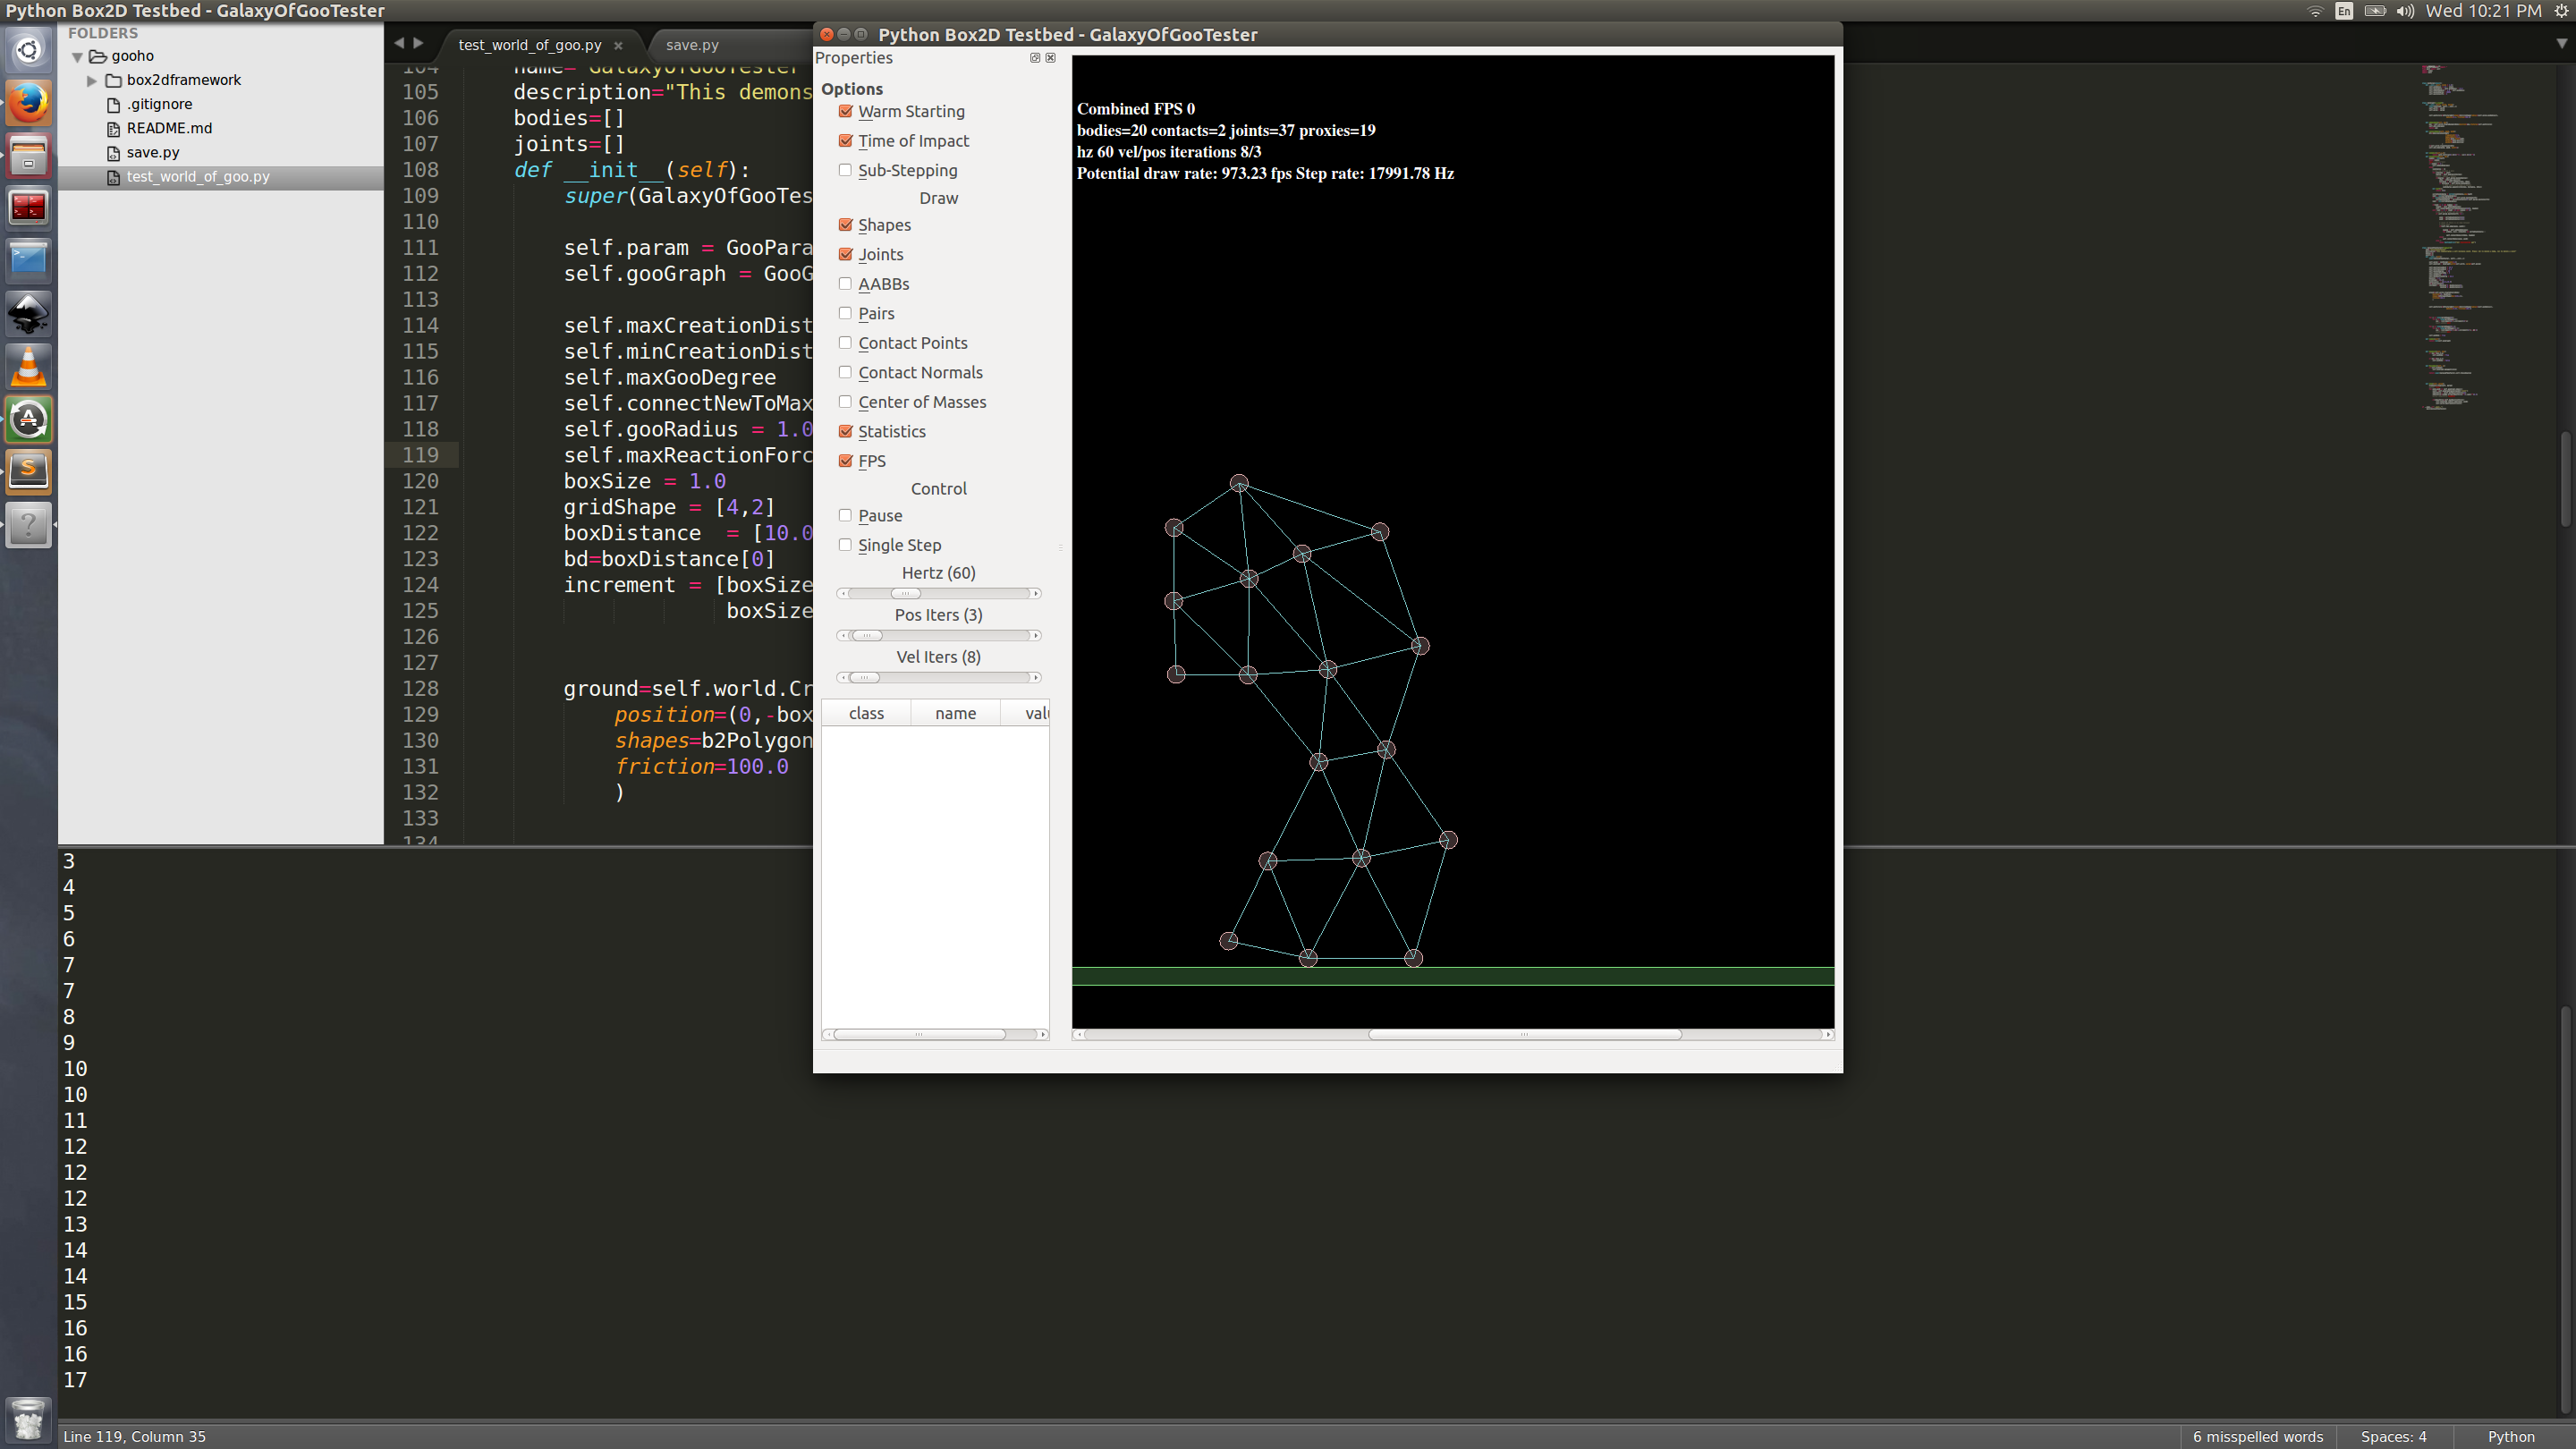 Python Box2D Testbed - GalaxyOfGooTester
En
Wed 10:21 PM
FOLDERS
gooho
box2dframework
.gitignore
README.md
save.py
test_world_of_goo.py
test_world_of_goo.py
save.py
104 name="GalaxyOfGooTester
105 description="This demons
106 bodies=[]
107 joints=[]
108 def __init__(self):
109 super(GalaxyOfGooTes
110
111 self.param = GooPara
112 self.gooGraph = GooG
113
114 self.maxCreationDist
115 self.minCreationDist
116 self.maxGooDegree
117 self.connectNewToMax
118 self.gooRadius = 1.0
119 self.maxReactionForc
120 boxSize = 1.0
121 gridShape = [4,2]
122 boxDistance = [10.0
123 bd=boxDistance[0]
124 increment = [boxSize
125 boxSize
126
127
128 ground=self.world.Cr
129 position=(0,-box
130 shapes=b2Polygon
131 friction=100.0
132 )
133
134
Python Box2D Testbed - GalaxyOfGooTester
Properties
Options
Warm Starting
Time of Impact
Sub-Stepping
Draw
Shapes
Joints
AABBs
Pairs
Contact Points
Contact Normals
Center of Masses
Statistics
FPS
Control
Pause
Single Step
Hertz (60)
Pos Iters (3)
Vel Iters (8)
class name valu
Combined FPS 0
bodies=20 contacts=2 joints=37 proxies=19
hz 60 vel/pos iterations 8/3
Potential draw rate: 973.23 fps Step rate: 17991.78 Hz
3
4
5
6
7
7
8
9
10
10
11
12
12
12
13
14
14
15
16
16
17
Line 119, Column 35
6 misspelled words
Spaces: 4
Python